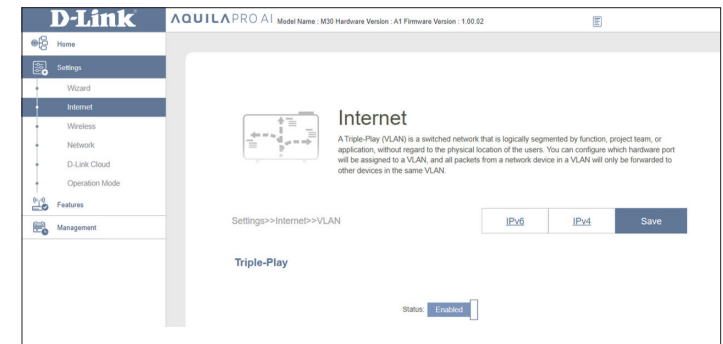 D-Link
AQUILA PRO AI Model Name : M30 Hardware Version : A1 Firmware Version : 1.00.02
Home
Settings
Wizard
Internet
Wireless
Network
D-Link Cloud
Operation Mode
Features
Management
Internet
A Triple-Play (VLAN) is a switched network that is logically segmented by function, project team, or
application, without regard to the physical location of the users. You can configure which hardware port
will be assigned to a VLAN, and all packets from a network device in a VLAN will only be forwarded to
other devices in the same VLAN.
Settings>>Internet>>VLAN
IPv6 IPv4 Save
Triple-Play
Status: Enabled